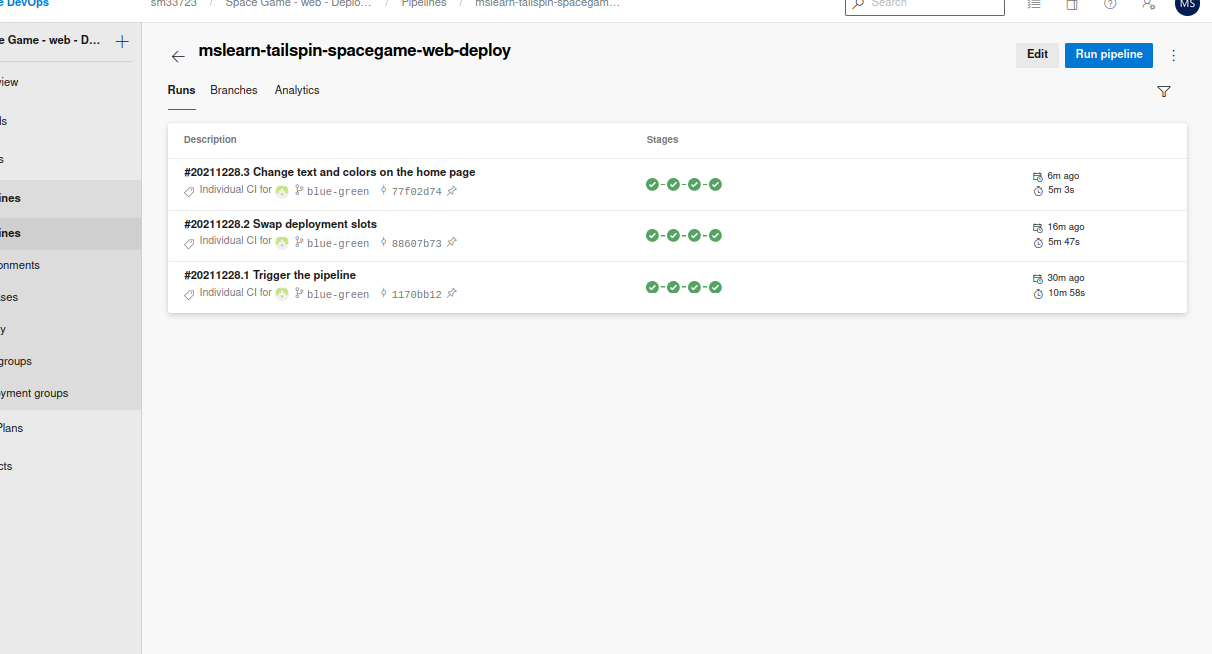 e DevOps
sm33723 / Space Game - web - Deplo... / Pipelines / mslearn-tailspin-spacegam...
Search
MS
e Game - web - D...
mslearn-tailspin-spacegame-web-deploy
Edit
Run pipeline
iew
Runs Branches Analytics
ls
s
ines
ines
onments
ses
y
groups
yment groups
Plans
cts
Description Stages
#20211228.3 Change text and colors on the home page
Individual CI for blue-green 77f02d74
6m ago
5m 3s
#20211228.2 Swap deployment slots
Individual CI for blue-green 88607b73
16m ago
5m 47s
#20211228.1 Trigger the pipeline
Individual CI for blue-green 1170bb12
30m ago
10m 58s